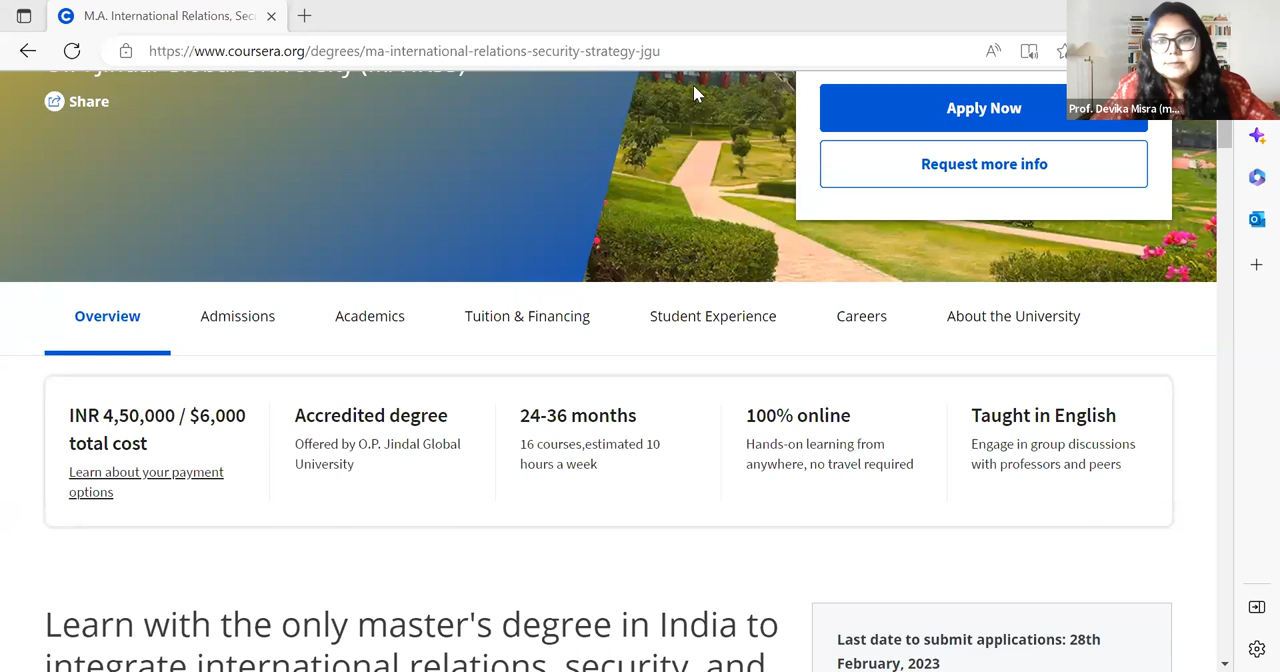 M.A. International Relations, Sec
https://www.coursera.org/degrees/ma-international-relations-security-strategy-jgu
Prof. Devika Misra (m...
Share
Apply Now
Request more info
Overview
Admissions
Academics
Tuition & Financing
Student Experience
Careers
About the University
INR 4,50,000 / $6,000
total cost
Learn about your payment
options
Accredited degree
Offered by O.P. Jindal Global
University
24-36 months
16 courses,estimated 10
hours a week
100% online
Hands-on learning from
anywhere, no travel required
Taught in English
Engage in group discussions
with professors and peers
Learn with the only master's degree in India to
integrate international relations, security, and
Last date to submit applications: 28th
February, 2023